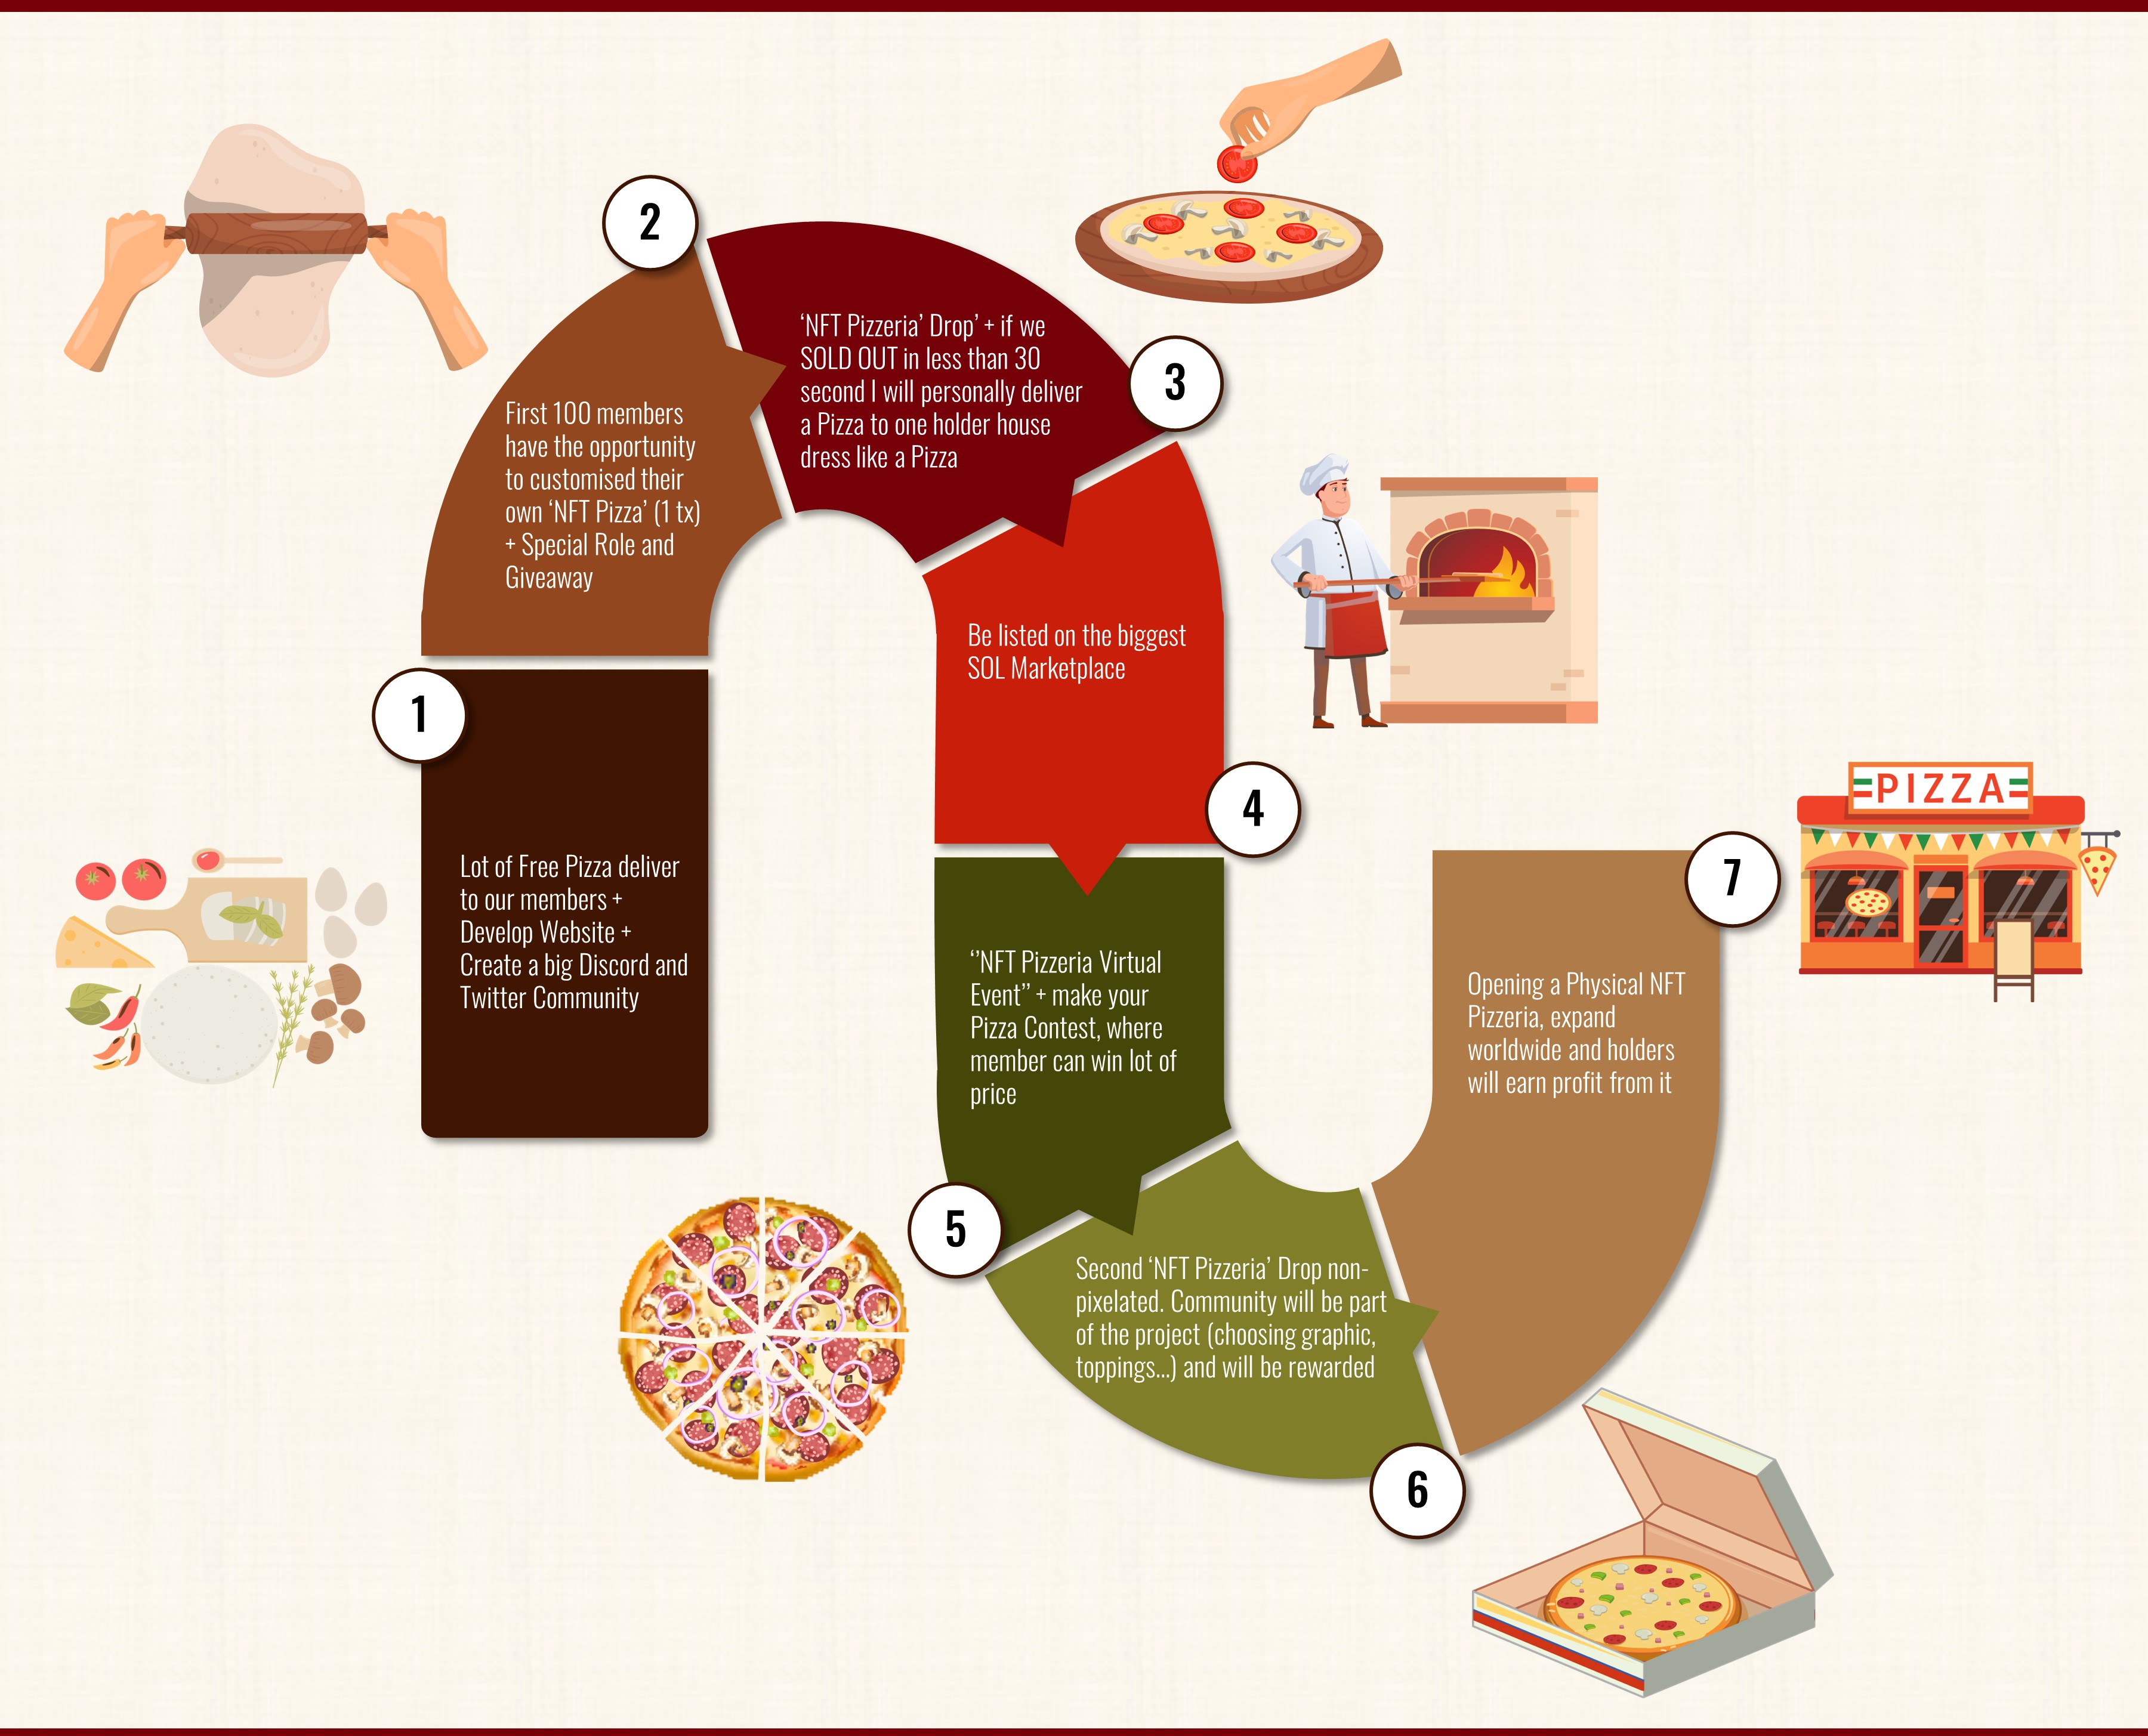 1
Lot of Free Pizza deliver
to our members +
Develop Website +
Create a big Discord and
Twitter Community
2
First 100 members
have the opportunity
to customised their
own ‘NFT Pizza’ (1 tx)
+ Special Role and
Giveaway
3
‘NFT Pizzeria’ Drop’ + if we
SOLD OUT in less than 30
second I will personally deliver
a Pizza to one holder house
dress like a Pizza
4
Be listed on the biggest
SOL Marketplace
5
‘’NFT Pizzeria Virtual
Event’’ + make your
Pizza Contest, where
member can win lot of
price
6
Second ‘NFT Pizzeria’ Drop non-
pixelated. Community will be part
of the project (choosing graphic,
toppings...) and will be rewarded
7
Opening a Physical NFT
Pizzeria, expand
worldwide and holders
will earn profit from it
PIZZA